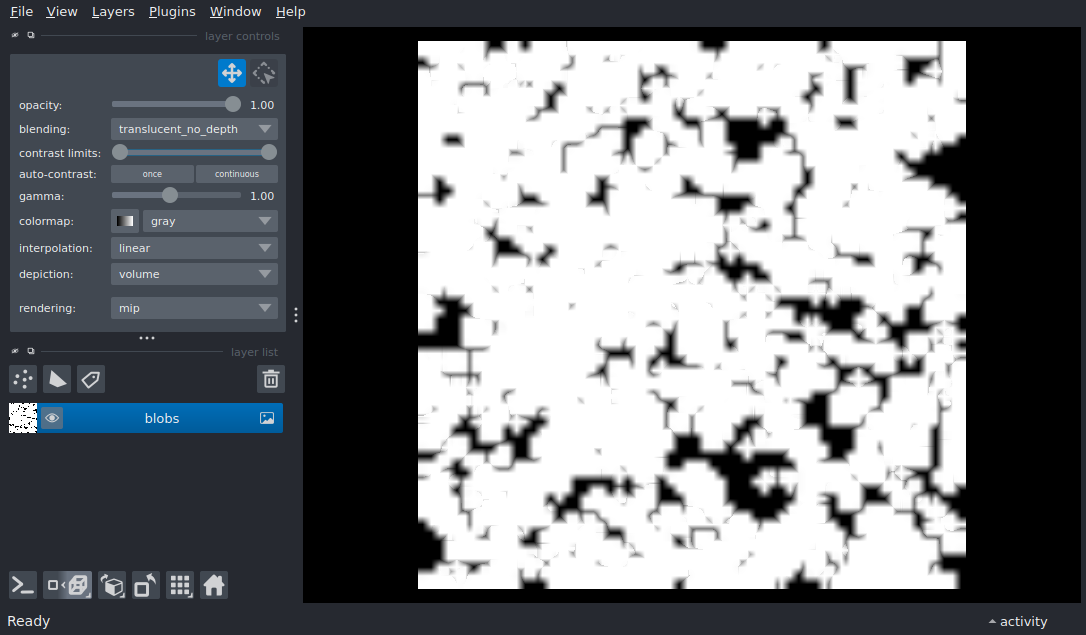 File View Layers Plugins Window Help
layer controls
opacity: 1.00
blending: translucent_no_depth
contrast limits:
auto-contrast: once continuous
gamma: 1.00
colormap: gray
interpolation: linear
depiction: volume
rendering: mip
layer list
blobs
Ready activity